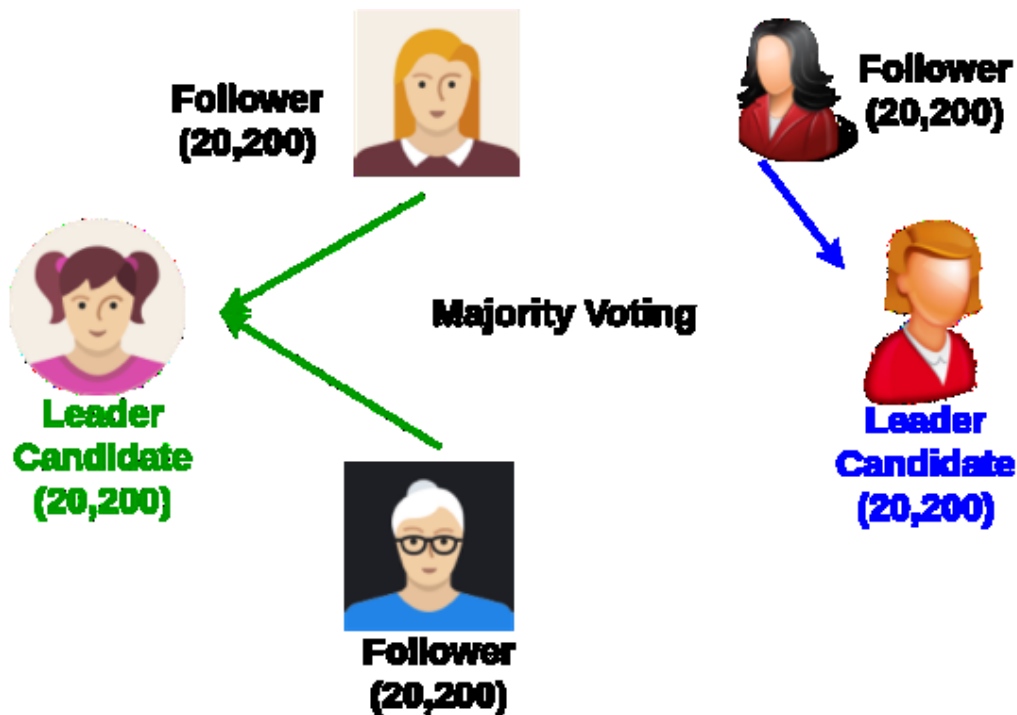 Follower
(20,200)
Follower
(20,200)
Majority Voting
Leader
Candidate
(20,200)
Leader
Candidate
(20,200)
Follower
(20,200)